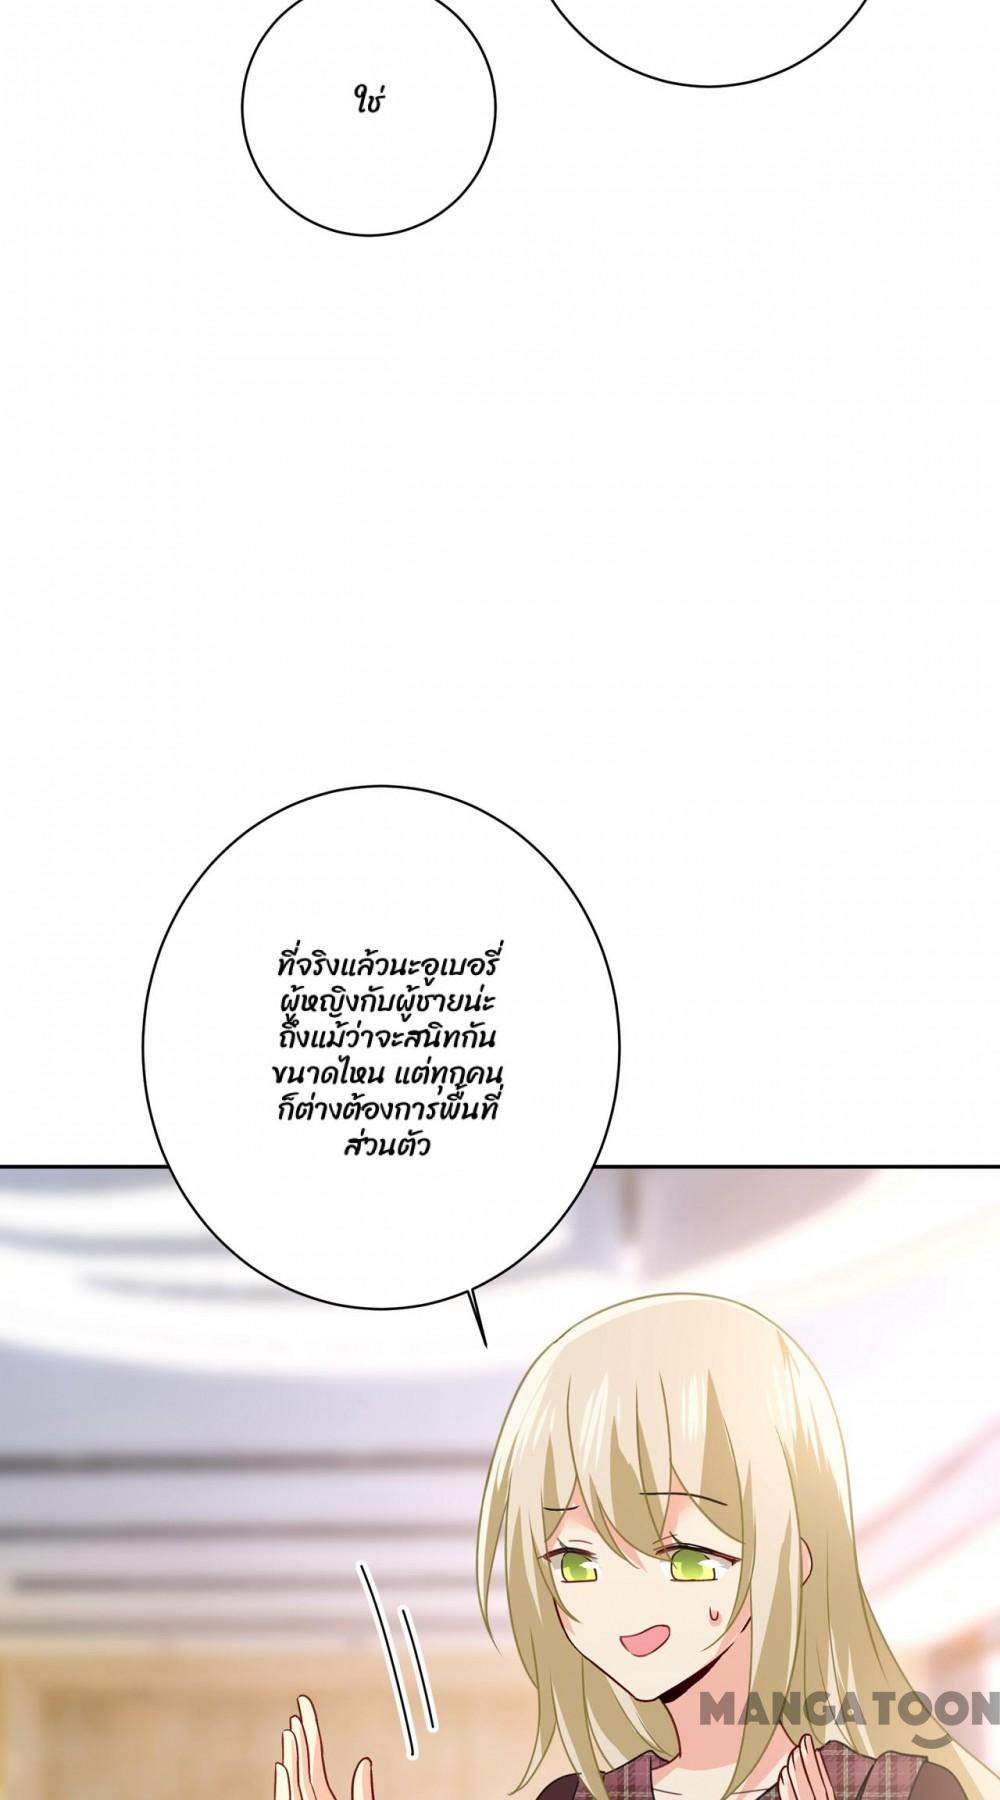 ใช่
ที่จริงแล้วนะอูเบอรี่
ผู้หญิงกับผู้ชายน่ะ
ถึงแม้ว่าจะสนิทกัน
ขนาดไหน แต่ทุกคน
ก็ต่างต้องการพื้นที่
ส่วนตัว
MANGATOON